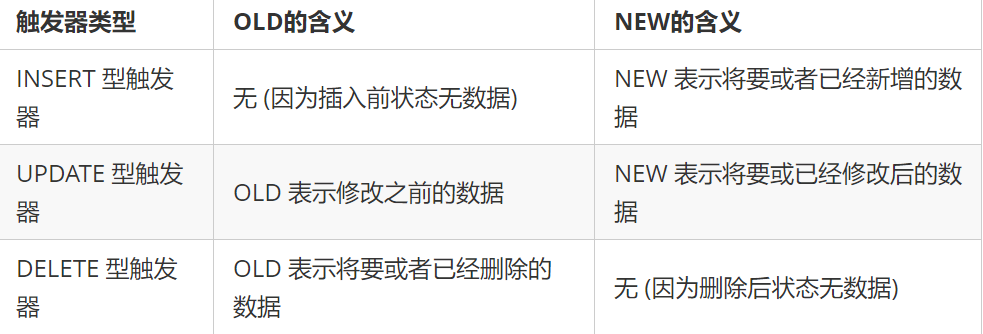 触发器类型 OLD的含义 NEW的含义
INSERT 型触发器 无 (因为插入前状态无数据) NEW 表示将要或者已经新增的数据
UPDATE 型触发器 OLD 表示修改之前的数据 NEW 表示将要或已经修改后的数据
DELETE 型触发器 OLD 表示将要或者已经删除的数据 无 (因为删除后状态无数据)